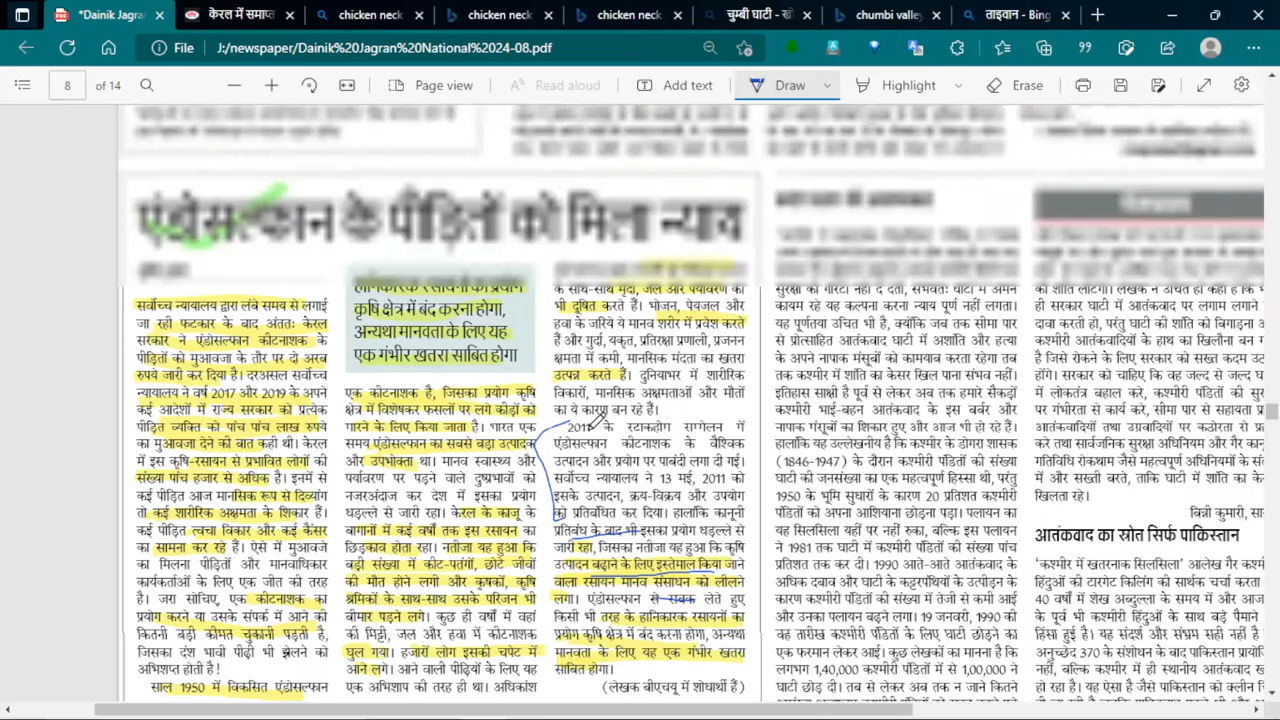 *Dainik Jagran
केरल में समाप्त
chicken neck
chicken neck
chicken neck
चुम्बी घाटी - खो
chumbi valley
ताइवान - Bing
File
J:/newspaper/Dainik%20Jagran%20National%202024-08.pdf
8 of 14
Page view
Read aloud
Add text
Draw
Highlight
Erase
एंडोसल्फान के पीड़ितों को मिला न्याय
सर्वोच्च न्यायालय द्वारा लंबे समय से लगाई
जा रही फटकार के बाद अंततः केरल
सरकार ने एंडोसल्फान कीटनाशक के
पीड़ितों को मुआवजा के तौर पर दो अरब
रुपये जारी कर दिया है। दरअसल सर्वोच्च
न्यायालय ने वर्ष 2017 और 2019 के अपने
कई आदेशों में राज्य सरकार को प्रत्येक
पीड़ित व्यक्ति को पांच पांच लाख रुपये
का मुआवजा देने की बात कही थी। केरल
में इस कृषि-रसायन से प्रभावित लोगों की
संख्या पांच हजार से अधिक है। इनमें से
कई पीड़ित आज मानसिक रूप से दिव्यांग
तो कई शारीरिक अक्षमता के शिकार हैं।
कई पीड़ित त्वचा विकार और कई कैंसर
का सामना कर रहे हैं। ऐसे में मुआवजे
का मिलना पीड़ितों और मानवाधिकार
कार्यकर्ताओं के लिए एक जीत की तरह
है। जरा सोचिए, एक कीटनाशक का
प्रयोग करने या उसके संपर्क में आने की
कितनी बड़ी कीमत चुकानी पड़ती है,
जिसका दंश भावी पीढ़ी भी झेलने को
अभिशप्त होती है!
साल 1950 में विकसित एंडोसल्फान
हानिकारक रसायनों का प्रयोग
कृषि क्षेत्र में बंद करना होगा,
अन्यथा मानवता के लिए यह
एक गंभीर खतरा साबित होगा
एक कीटनाशक है, जिसका प्रयोग कृषि
क्षेत्र में विशेषकर फसलों पर लगे कीड़ों को
मारने के लिए किया जाता है। भारत एक
समय एंडोसल्फान का सबसे बड़ा उत्पादक
और उपभोक्ता था। मानव स्वास्थ्य और
पर्यावरण पर पड़ने वाले दुष्प्रभावों को
नजरअंदाज कर देश में इसका प्रयोग
धड़ल्ले से जारी रहा। केरल के काजू के
बागानों में कई वर्षों तक इस रसायन का
छिड़काव होता रहा। नतीजा यह हुआ कि
बड़ी संख्या में कीट-पतंगों, छोटे जीवों
की मौत होने लगी और कृषकों, कृषि
श्रमिकों के साथ-साथ उसके परिजन भी
बीमार पड़ने लगे। कुछ ही वर्षों में वहां
की मिट्टी, जल और हवा में कीटनाशक
घुल गया। हजारों लोग इसकी चपेट में
आने लगे। आने वाली पीढ़ियों के लिए यह
एक अभिशाप की तरह ही था। अधिकांश
के साथ-साथ मृदा, जल और पर्यावरण को
भी दूषित करते हैं। भोजन, पेयजल और
हवा के जरिये ये मानव शरीर में प्रवेश करते
हैं और गुर्दा, यकृत, प्रतिरक्षा प्रणाली, प्रजनन
क्षमता में कमी, मानसिक मंदता का खतरा
उत्पन्न करते हैं। दुनियाभर में शारीरिक
विकारों, मानसिक अक्षमताओं और मौतों
का ये कारण बन रहे हैं।
2011 के स्टाकहोम सम्मेलन में
एंडोसल्फान कीटनाशक के वैश्विक
उत्पादन और प्रयोग पर पाबंदी लगा दी गई।
सर्वोच्च न्यायालय ने 13 मई, 2011 को
इसके उत्पादन, क्रय-विक्रय और उपयोग
को प्रतिबंधित कर दिया। हालांकि कानूनी
प्रतिबंध के बाद भी इसका प्रयोग धड़ल्ले से
जारी रहा, जिसका नतीजा यह हुआ कि कृषि
उत्पादन बढ़ाने के लिए इस्तेमाल किया जाने
वाला रसायन मानव संसाधन को लीलने
लगा। एंडोसल्फान से सबक लेते हुए
किसी भी तरह के हानिकारक रसायनों का
प्रयोग कृषि क्षेत्र में बंद करना होगा, अन्यथा
मानवता के लिए यह एक गंभीर खतरा
साबित होगा।
(लेखक बीएचयू में शोधार्थी हैं)
सुरक्षा की गारंटी नहीं दे देती, संभवतः घाटी में अमन
कायम रहे यह कल्पना करना न्याय पूर्ण नहीं लगता।
यह पूर्णतया उचित भी है, क्योंकि जब तक सीमा पार
से प्रोत्साहित आतंकवाद घाटी में अशांति और हत्या
के अपने नापाक मंसूबों को कामयाब करता रहेगा तब
तक कश्मीर में शांति का केसर खिल पाना संभव नहीं।
इतिहास साक्षी है पूर्व से लेकर अब तक हमारे सैकड़ों
कश्मीरी भाई-बहन आतंकवाद के इस बर्बर और
नापाक मंसूबों का शिकार हुए और आज भी हो रहे हैं।
हालांकि यह उल्लेखनीय है कि कश्मीर के डोगरा शासक
(1846-1947) के दौरान कश्मीरी पंडितों की संख्या
घाटी की जनसंख्या का एक महत्वपूर्ण हिस्सा थी, परंतु
1950 के भूमि सुधारों के कारण 20 प्रतिशत कश्मीरी
पंडितों को अपना आशियाना छोड़ना पड़ा। पलायन का
यह सिलसिला यहीं पर नहीं रुका, बल्कि इस पलायन
ने 1981 तक घाटी में कश्मीरी पंडितों की संख्या पांच
प्रतिशत तक कर दी। 1990 आते-आते आतंकवाद के
अधिक दबाव और घाटी के कट्टरपंथियों के उत्पीड़न के
कारण कश्मीरी पंडितों की संख्या में तेजी से कमी आई
और उनका पलायन बढ़ने लगा। 19 जनवरी, 1990 की
वह तारीख कश्मीरी पंडितों के लिए घाटी छोड़ने का
एक फरमान लेकर आई। कुछ लेखकों का मानना है कि
लगभग 1,40,000 कश्मीरी पंडितों में से 1,00,000 ने
घाटी छोड़ दी। तब से लेकर अब तक न जाने कितने
को शांति लौटेगी। लेखक ने उचित ही कहा है कि भ
ही सरकार घाटी में आतंकवाद पर लगाम लगाने
दावा करती हो, परंतु घाटी की शांति को बिगाड़ना अ
कश्मीरी आतंकवादियों के हाथ का खिलौना बन ग
है जिसे रोकने के लिए सरकार को सख्त कदम उठ
होंगे। सरकार को चाहिए कि वह जल्द से जल्द घ
में लोकतंत्र बहाल करे, कश्मीरी पंडितों की सुर
पर गंभीरता से कार्य करे, सीमा पार से सहायता प्रा
आतंकवादियों तथा उग्रवादियों पर कठोरता से प्र
करे तथा सार्वजनिक सुरक्षा अधिनियम और गैर कानू
गतिविधि रोकथाम जैसे महत्वपूर्ण अधिनियमों के स
में और सख्ती बरते, ताकि घाटी में शांति का केस
खिलता रहे।
बिन्नी कुमारी, सा
आतंकवाद का स्रोत सिर्फ पाकिस्तान
'कश्मीर में खतरनाक सिलसिला' आलेख गैर कश्मी
हिंदुओं की टारगेट किलिंग की सार्थक चर्चा करता
40 वर्षों में शेख अब्दुल्ला के समय में और आज
के पूर्व भी कश्मीरी हिंदुओं के साथ बड़े पैमाने
हिंसा हुई है। यह संदर्भ और संभ्रम सही नहीं है
अनुच्छेद 370 के संशोधन के बाद पाकिस्तान प्रायोि
नहीं, बल्कि कश्मीर में ही स्थानीय आतंकवाद ख
हो रहा है। यह ऐसा है जैसे पाकिस्तान को क्लीन f